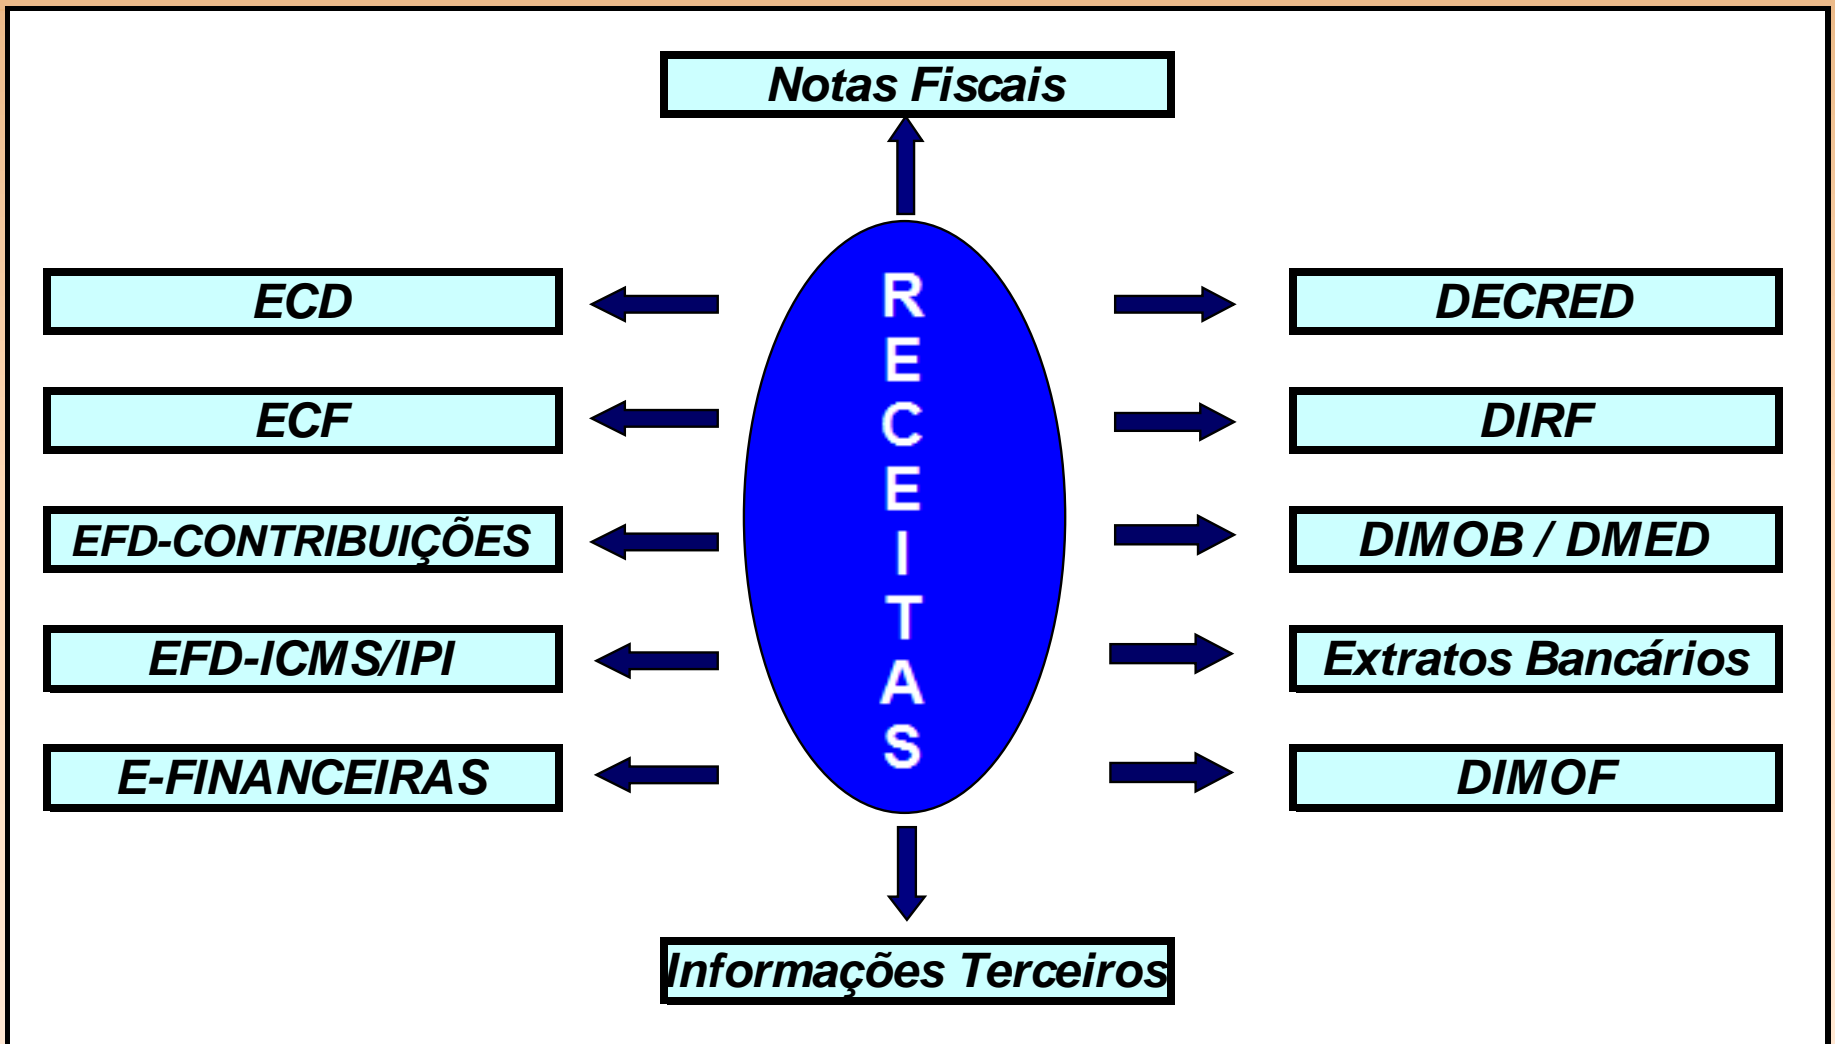 Notas Fiscais
ECD
ECF
EFD-CONTRIBUIÇÕES
EFD-ICMS/IPI
E-FINANCEIRAS
RECEITAS
DECRED
DIRF
DIMOB / DMED
Extratos Bancários
DIMOF
Informações Terceiros